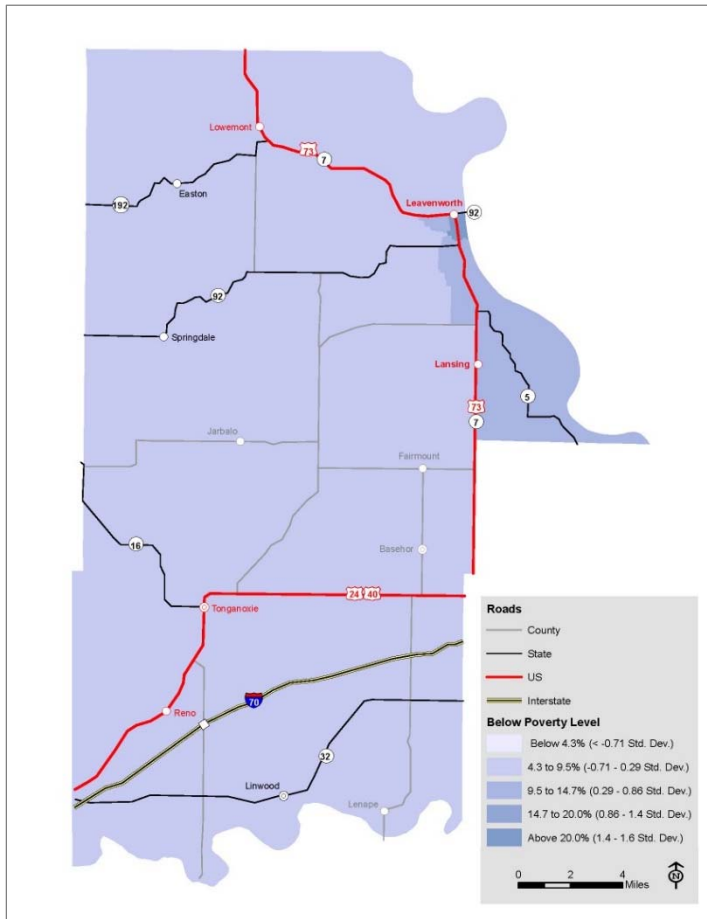 Lowemont
73
7
Easton
192
Leavenworth
92
92
Springdale
Lansing
5
73
7
Jarbalo
Fairmount
16
Basehor
24 40
Tonganoxie
70
Reno
32
Linwood
Lenape
Roads
County
State
US
Interstate
Below Poverty Level
Below 4.3% (< -0.71 Std. Dev.)
4.3 to 9.5% (-0.71 - 0.29 Std. Dev.)
9.5 to 14.7% (0.29 - 0.86 Std. Dev.)
14.7 to 20.0% (0.86 - 1.4 Std. Dev.)
Above 20.0% (1.4 - 1.6 Std. Dev.)
0 2 4
Miles
N